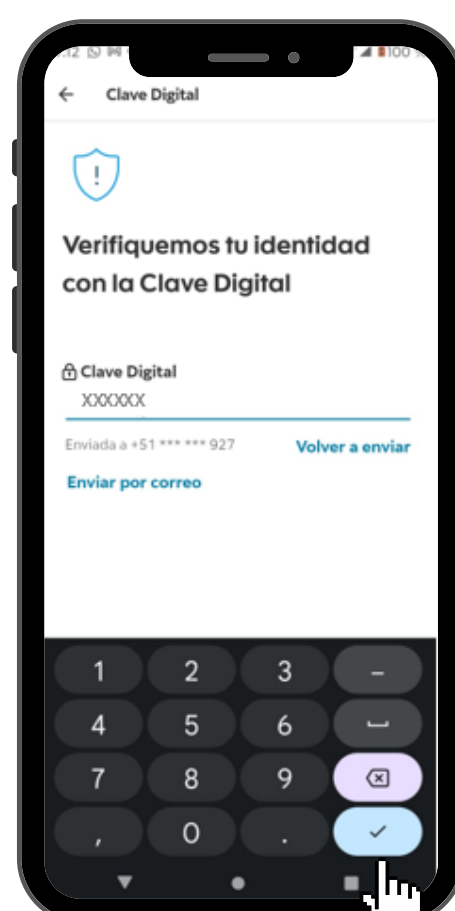 100
← Clave Digital
!
Verifiquemos tu identidad
con la Clave Digital
Clave Digital
XXXXXX
Enviada a +51 *** *** 927 Volver a enviar
Enviar por correo
1 2 3 –
4 5 6
7 8 9
, 0 .